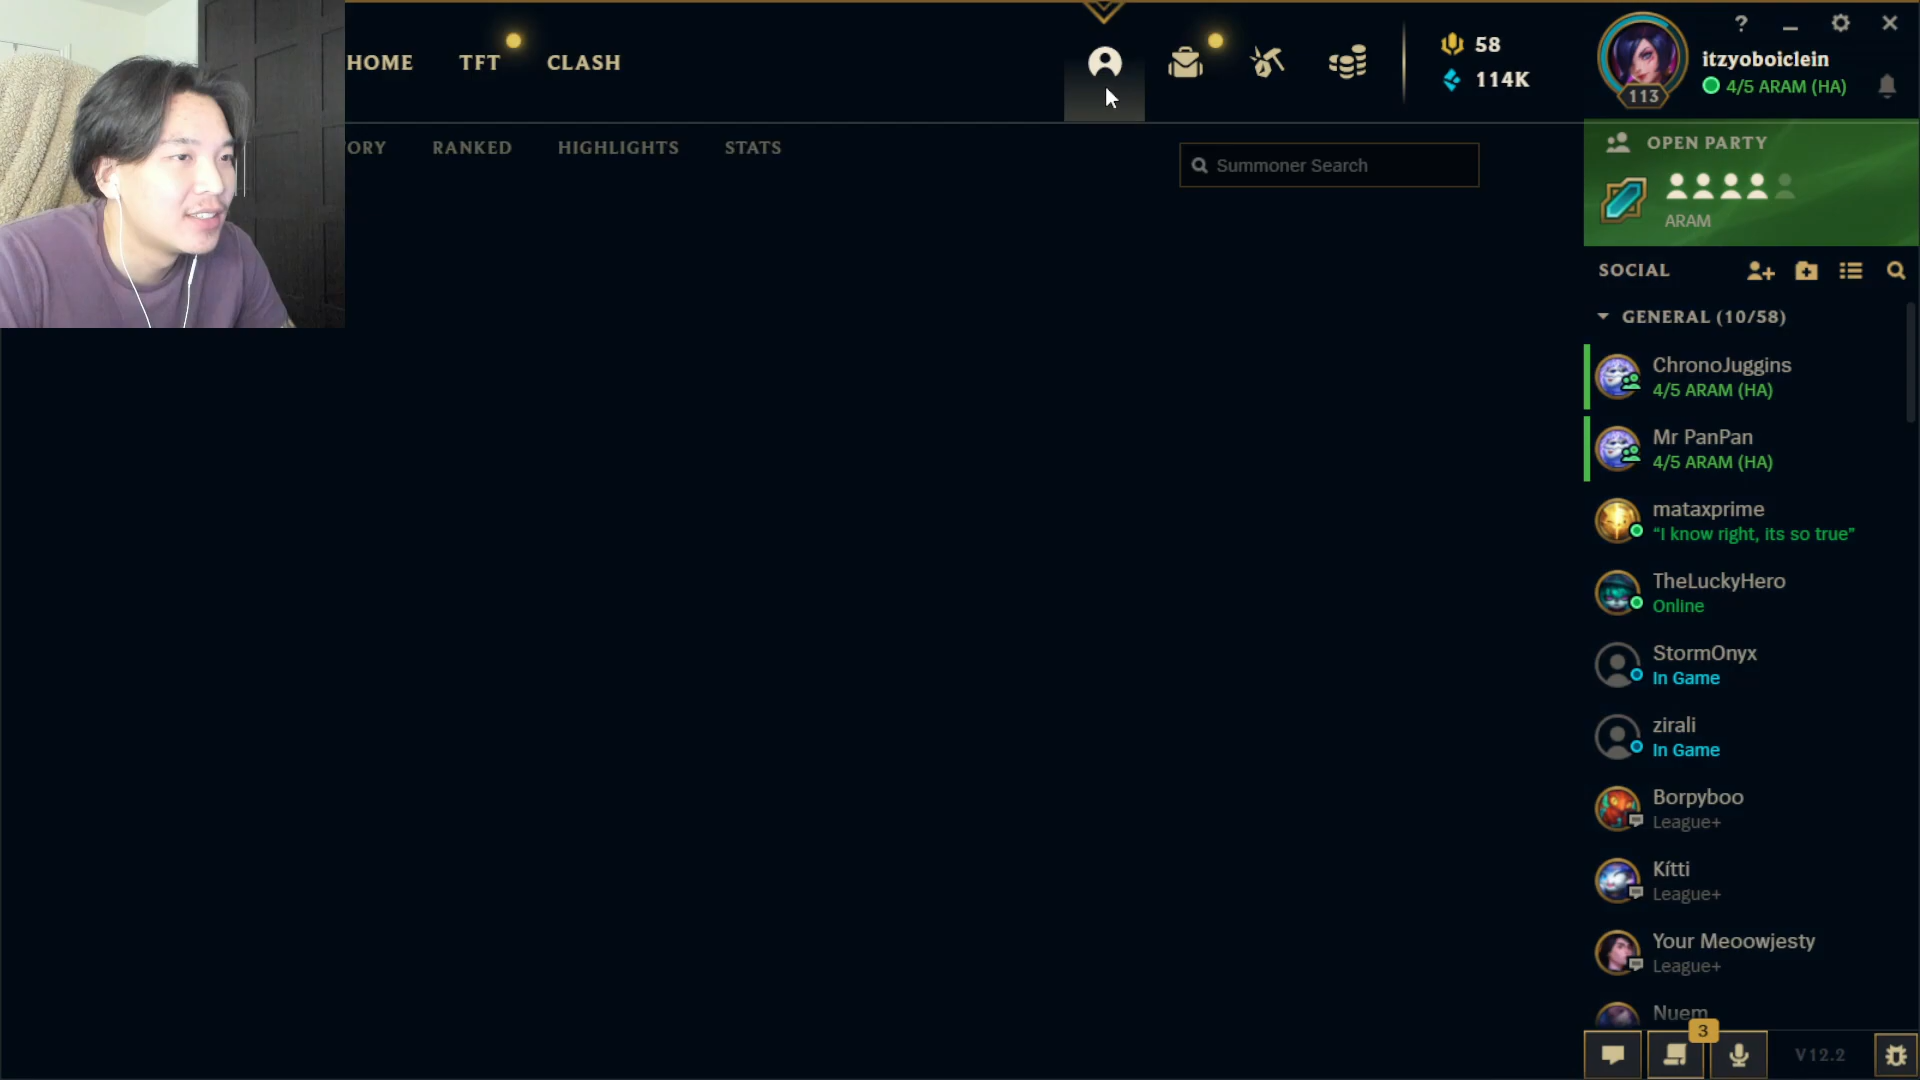 HOME
TFT
CLASH
58
114K
?
itzyoboiclein
4/5 ARAM (HA)
113
ORY
RANKED
HIGHLIGHTS
STATS
Summoner Search
OPEN PARTY
ARAM
SOCIAL
GENERAL (10/58)
ChronoJuggins
4/5 ARAM (HA)
Mr PanPan
4/5 ARAM (HA)
mataxprime
“I know right, its so true”
TheLuckyHero
Online
StormOnyx
In Game
zirali
In Game
Borpyboo
League+
Kítti
League+
Your Meoowjesty
League+
Nuem
3
V12.2